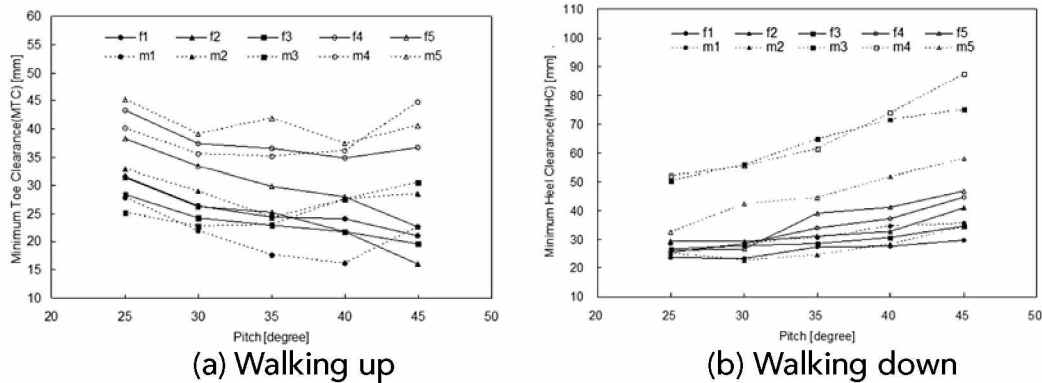 60
55
50
45
40
35
30
25
20
15
10
f1 f2 f3 f4 f5
m1 m2 m3 m4 m5
Minimum Toe Clearance(MTC) [mm]
20 25 30 35 40 45 50
Pitch [degree]
(a) Walking up
110
100
90
80
70
60
50
40
30
20
10
f1 f2 f3 f4 f5
m1 m2 m3 m4 m5
Minimum Heel Clearance(MHC) [mm]
20 25 30 35 40 45 50
Pitch [degree]
(b) Walking down